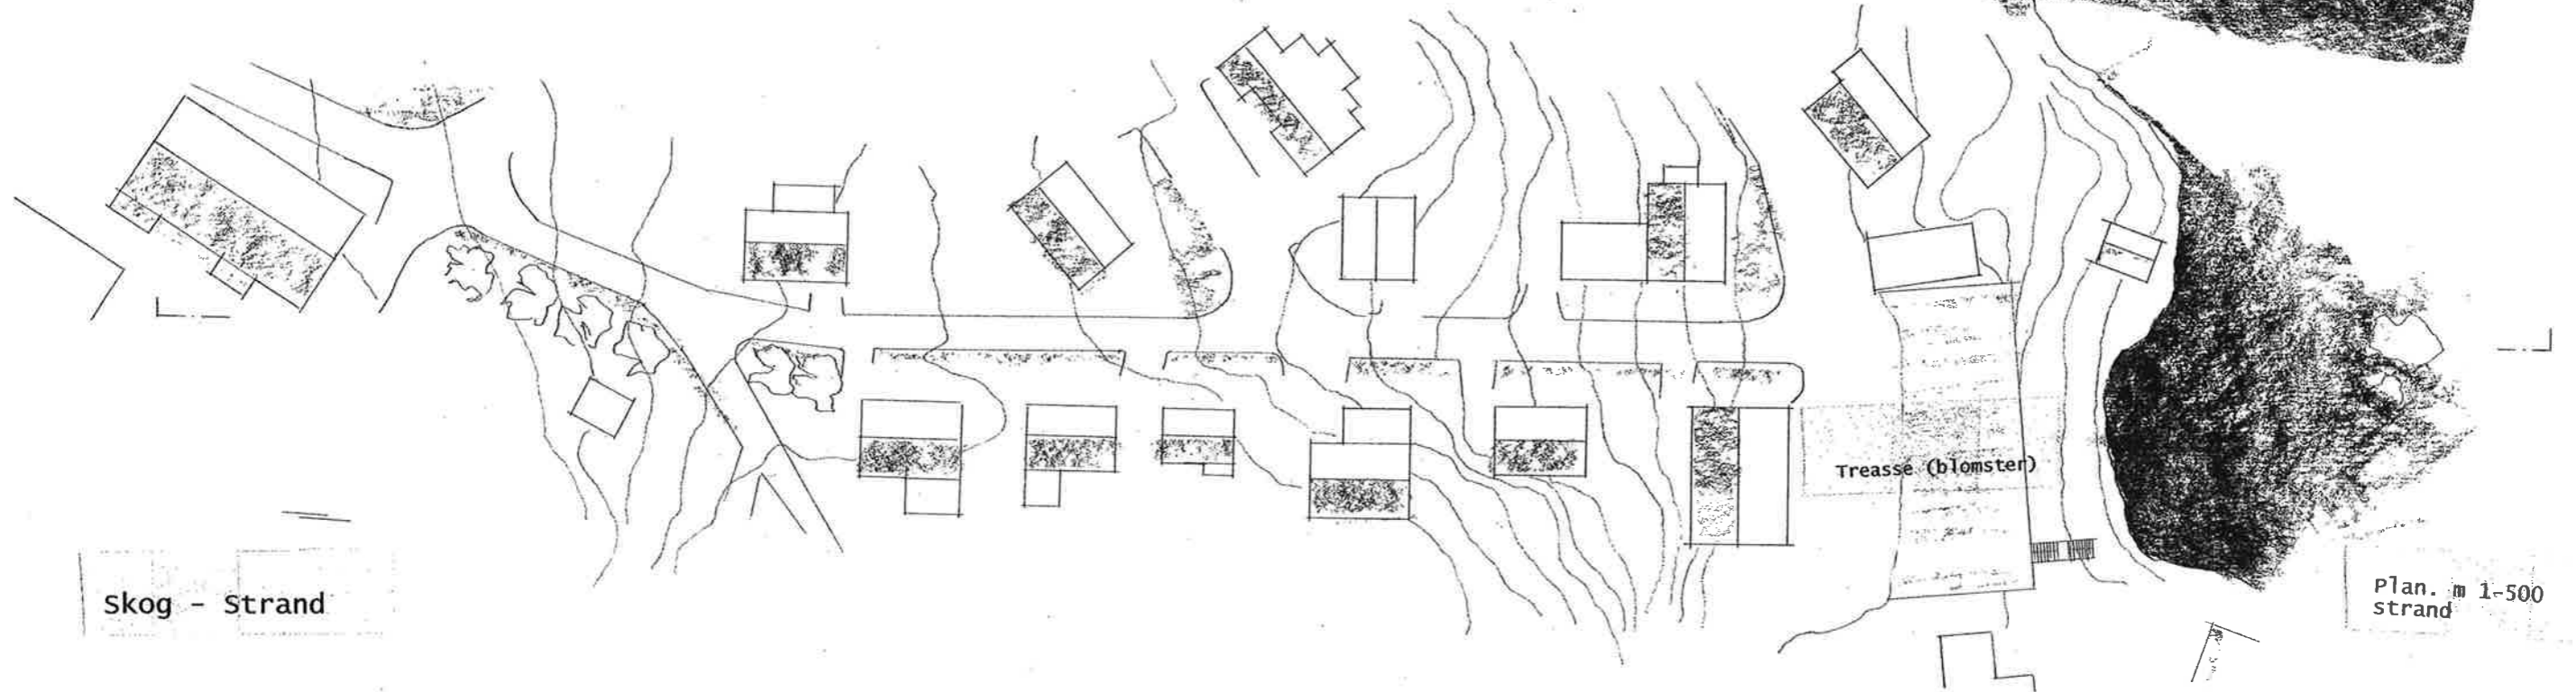 Skog - Strand
Treasse (blomster)
Plan. m 1-500
strand